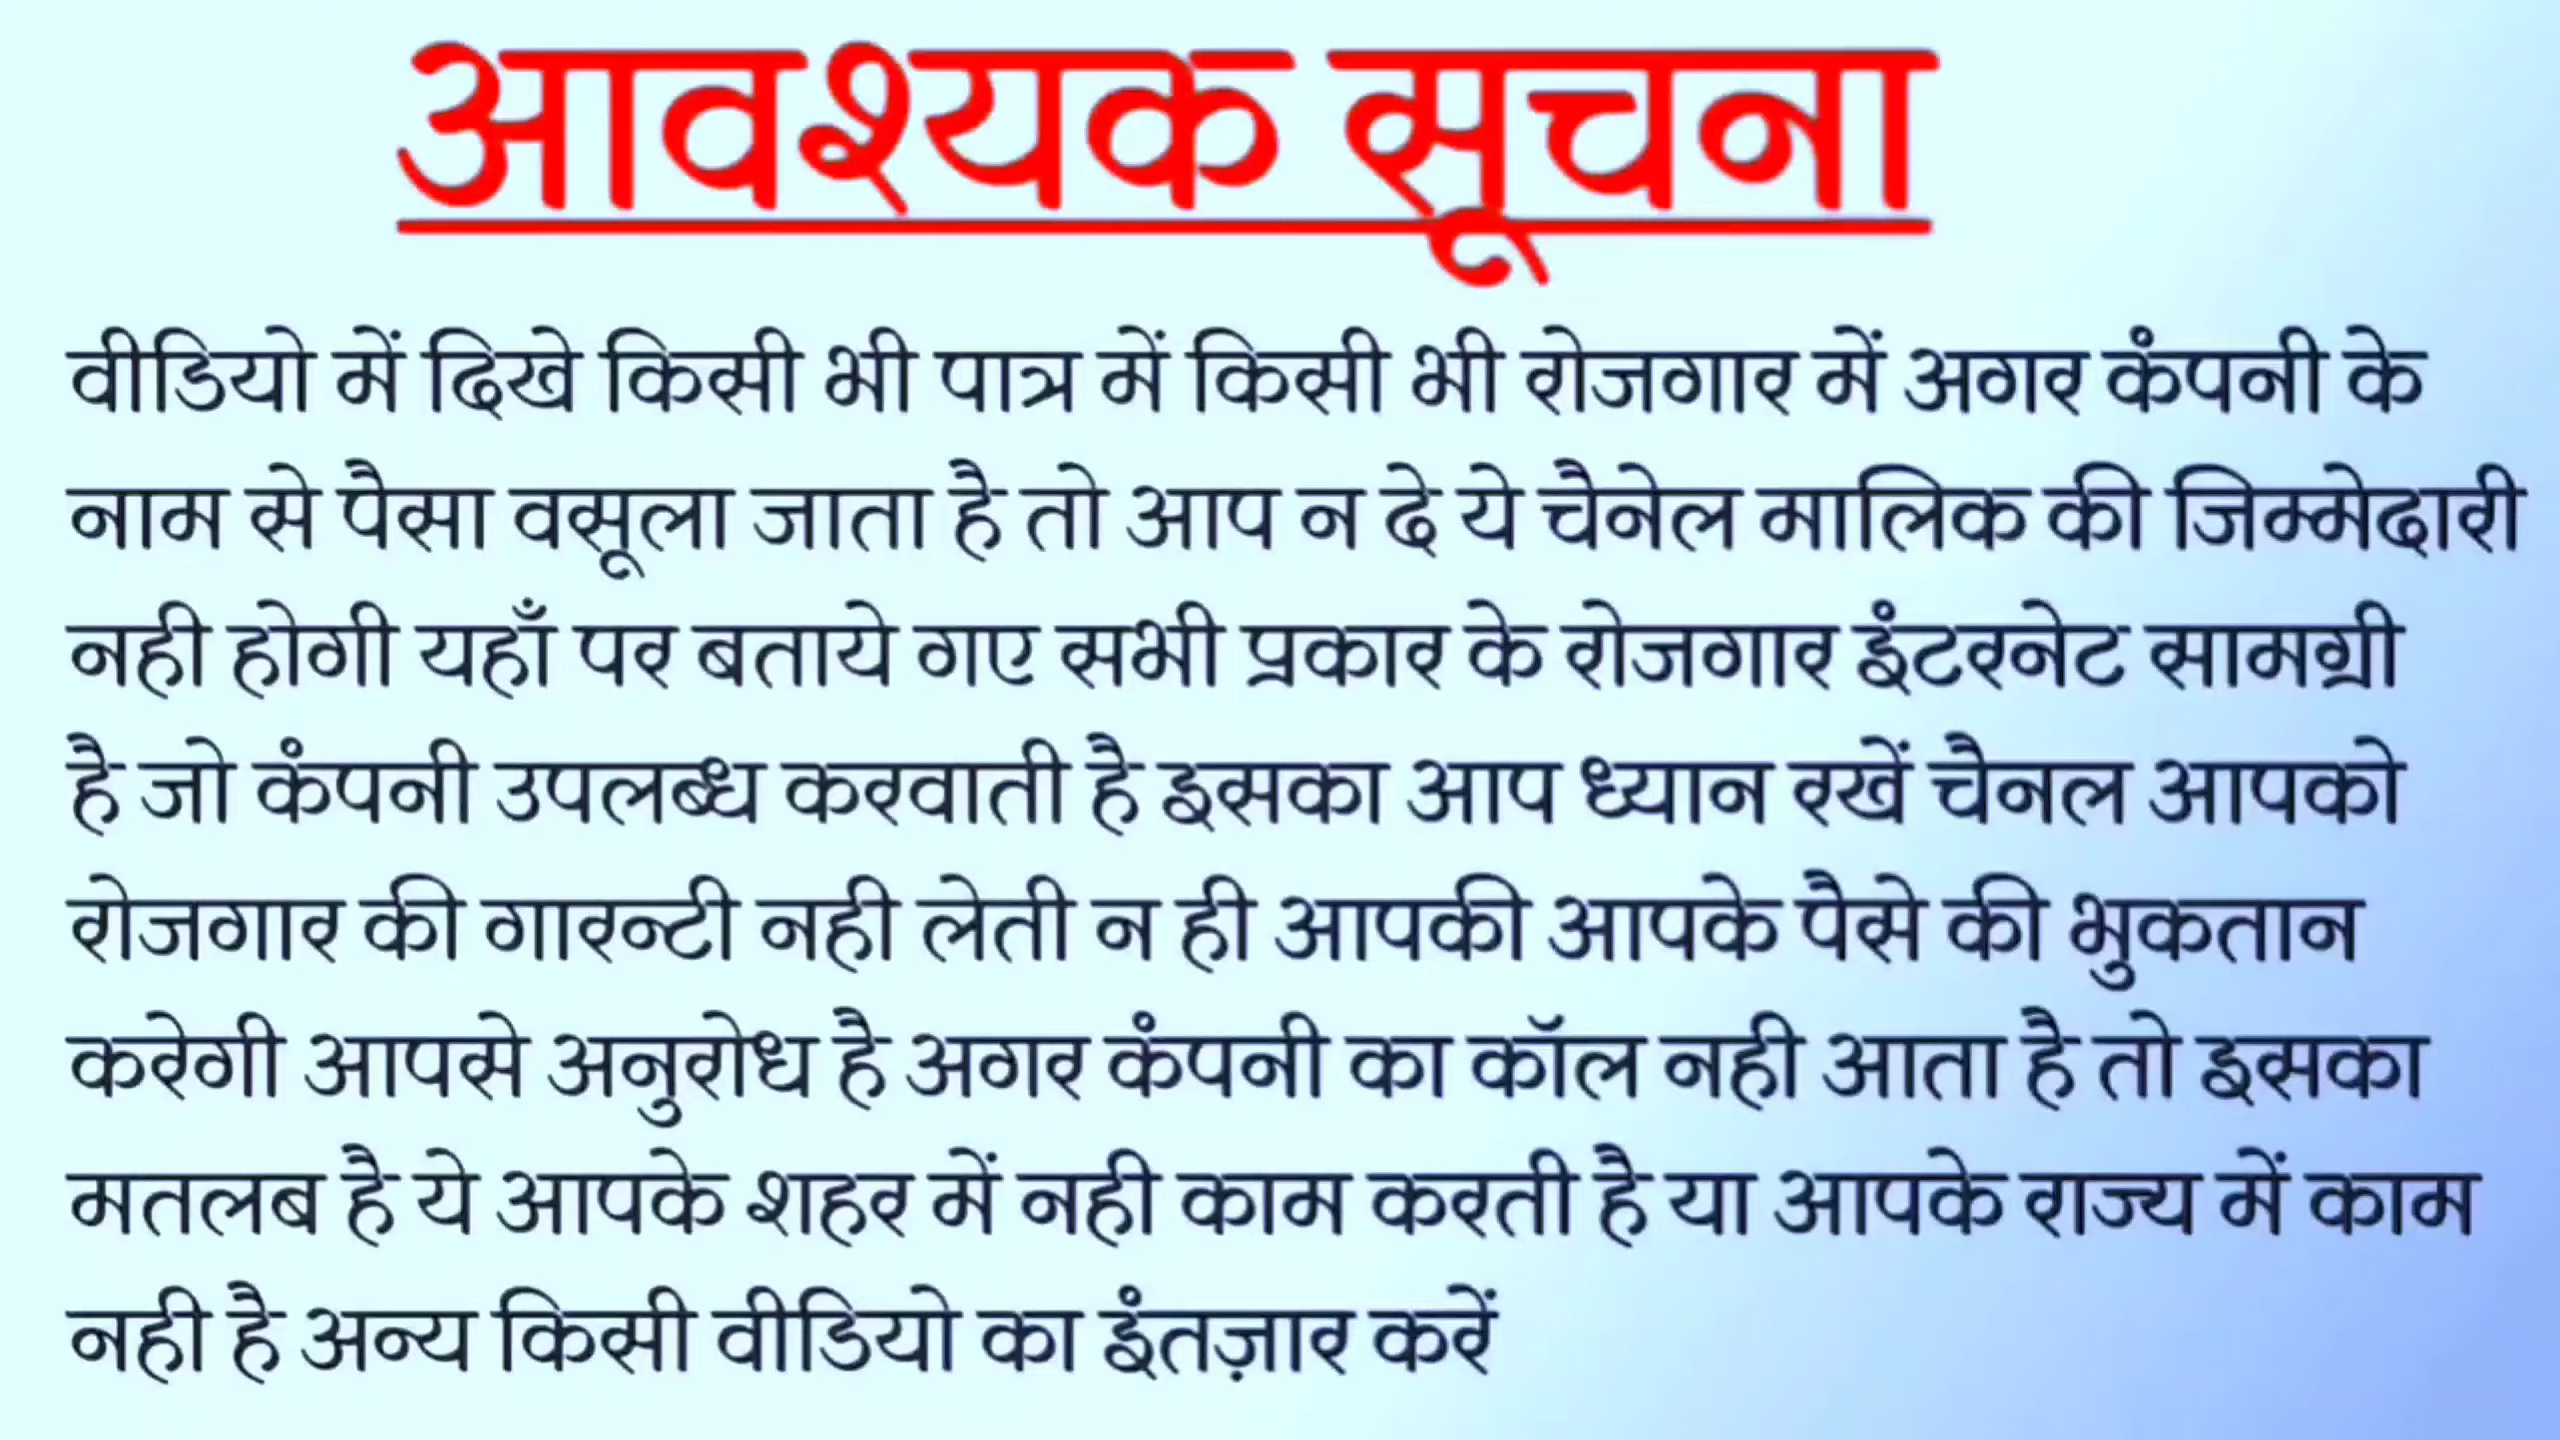 आवश्यक सूचना
वीडियो में दिखे किसी भी पात्र में किसी भी रोजगार में अगर कंपनी के
नाम से पैसा वसूला जाता है तो आप न दे ये चैनेल मालिक की जिम्मेदारी
नही होगी यहाँ पर बताये गए सभी प्रकार के रोजगार इंटरनेट सामग्री
है जो कंपनी उपलब्ध करवाती है इसका आप ध्यान रखें चैनल आपको
रोजगार की गारन्टी नही लेती न ही आपकी आपके पैसे की भुकतान
करेगी आपसे अनुरोध है अगर कंपनी का कॉल नही आता है तो इसका
मतलब है ये आपके शहर में नही काम करती है या आपके राज्य में काम
नही है अन्य किसी वीडियो का इंतज़ार करें